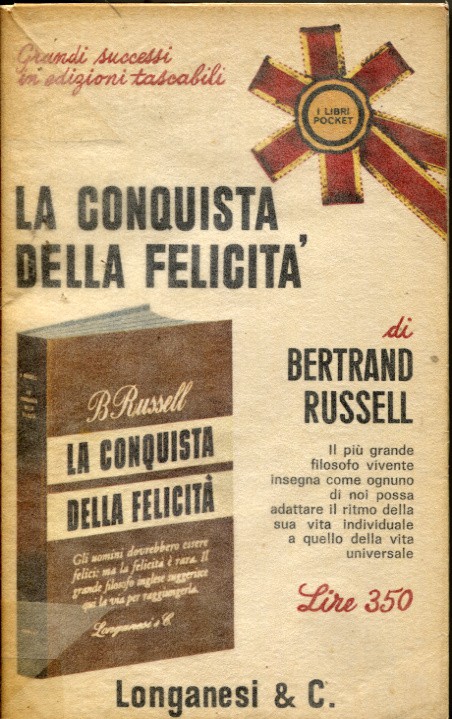 Grandi successi
in edizioni tascabili
I LIBRI
POCKET
LA CONQUISTA
DELLA FELICITA'
di
BERTRAND
RUSSELL
Il più grande
filosofo vivente
insegna come ognuno
di noi possa
adattare il ritmo della
sua vita individuale
a quello della vita
universale
Lire 350
B. Russell
LA CONQUISTA
DELLA FELICITÀ
Gli uomini dovrebbero essere
felici: ma la felicità è rara. Il
grande filosofo inglese suggerisce
qui la via per raggiungerla.
Longanesi & C.
Longanesi & C.